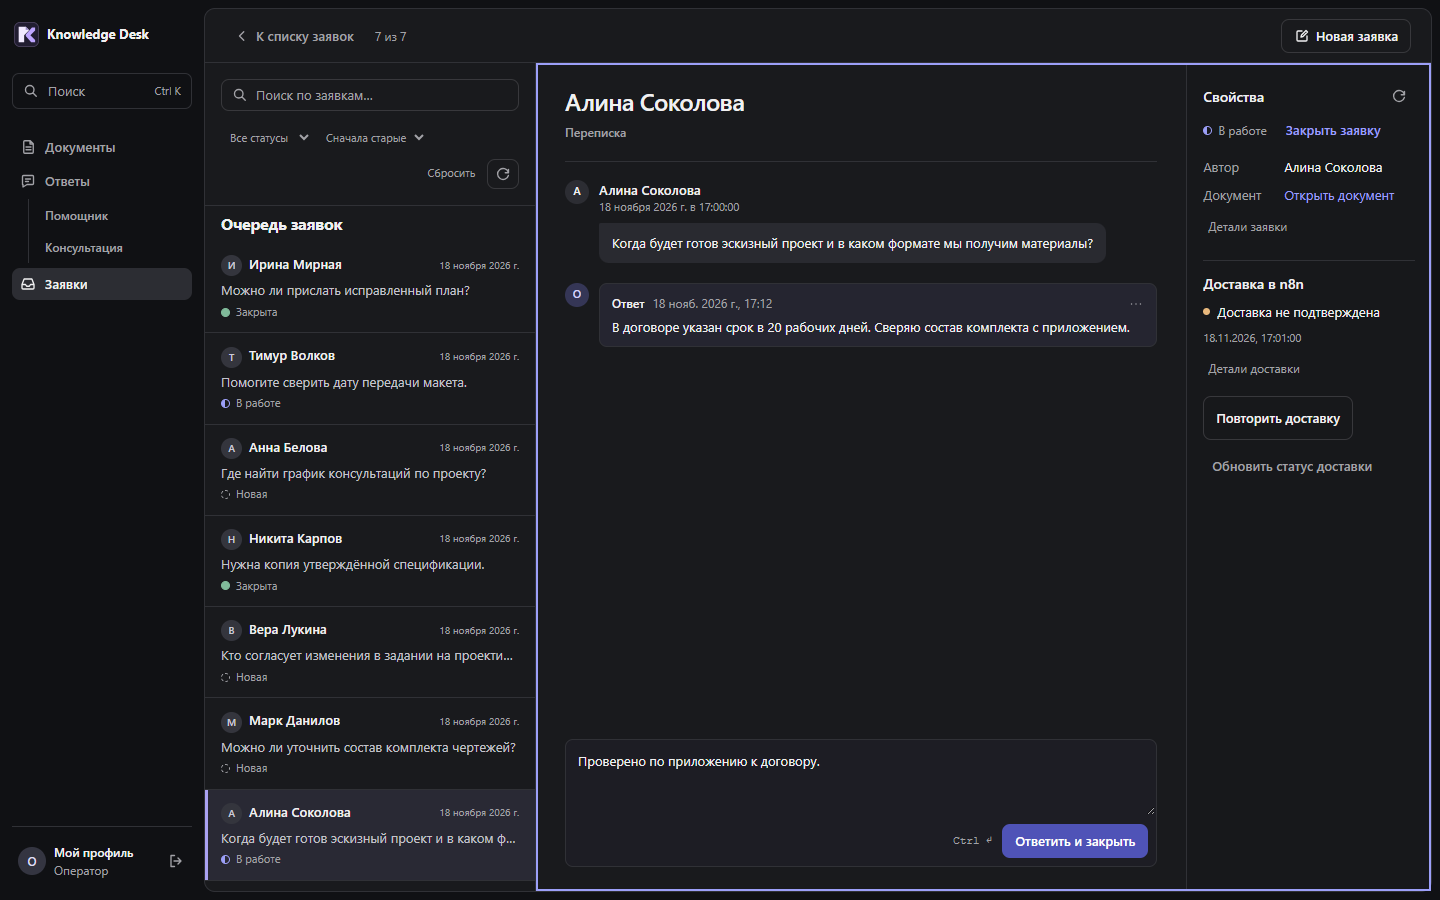 Knowledge Desk
Поиск
Ctrl K
Документы
Ответы
Помощник
Консультация
Заявки
Мой профиль
Оператор
К списку заявок
7 из 7
Новая заявка
Поиск по заявкам...
Все статусы
Сначала старые
Сбросить
Очередь заявок
И
Ирина Мирная
18 ноября 2026 г.
Можно ли прислать исправленный план?
Закрыта
Т
Тимур Волков
18 ноября 2026 г.
Помогите сверить дату передачи макета.
В работе
А
Анна Белова
18 ноября 2026 г.
Где найти график консультаций по проекту?
Новая
Н
Никита Карпов
18 ноября 2026 г.
Нужна копия утверждённой спецификации.
Закрыта
В
Вера Лукина
18 ноября 2026 г.
Кто согласует изменения в задании на проекти...
Новая
М
Марк Данилов
18 ноября 2026 г.
Можно ли уточнить состав комплекта чертежей?
Новая
А
Алина Соколова
18 ноября 2026 г.
Когда будет готов эскизный проект и в каком ф...
В работе
Алина Соколова
Переписка
А
Алина Соколова
18 ноября 2026 г. в 17:00:00
Когда будет готов эскизный проект и в каком формате мы получим материалы?
О
Ответ 18 нояб. 2026 г., 17:12
В договоре указан срок в 20 рабочих дней. Сверяю состав комплекта с приложением.
Проверено по приложению к договору.
Ctrl ↵
Ответить и закрыть
Свойства
В работе
Закрыть заявку
Автор
Алина Соколова
Документ
Открыть документ
Детали заявки
Доставка в n8n
Доставка не подтверждена
18.11.2026, 17:01:00
Детали доставки
Повторить доставку
Обновить статус доставки
О